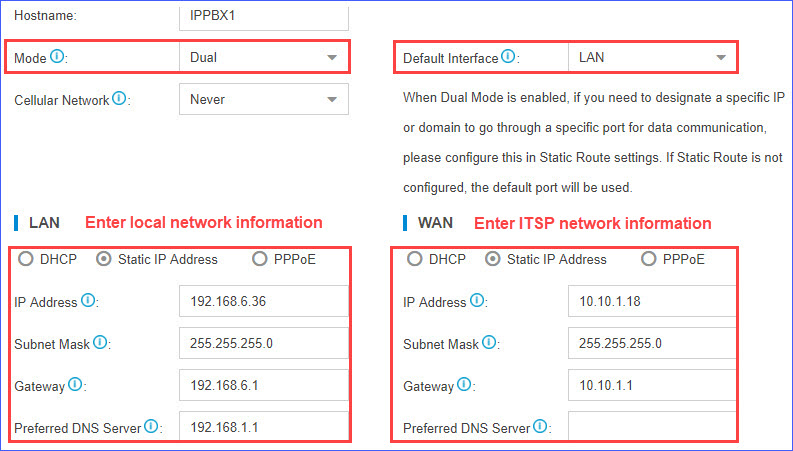 Hostname: IPPBX1
Mode i: Dual
Default Interface i: LAN
Cellular Network i: Never
When Dual Mode is enabled, if you need to designate a specific IP
or domain to go through a specific port for data communication,
please configure this in Static Route settings. If Static Route is not
configured, the default port will be used.
LAN Enter local network information
DHCP Static IP Address PPPoE
IP Address i: 192.168.6.36
Subnet Mask i: 255.255.255.0
Gateway i: 192.168.6.1
Preferred DNS Server i: 192.168.1.1
WAN Enter ITSP network information
DHCP Static IP Address PPPoE
IP Address i: 10.10.1.18
Subnet Mask i: 255.255.255.0
Gateway i: 10.10.1.1
Preferred DNS Server i: